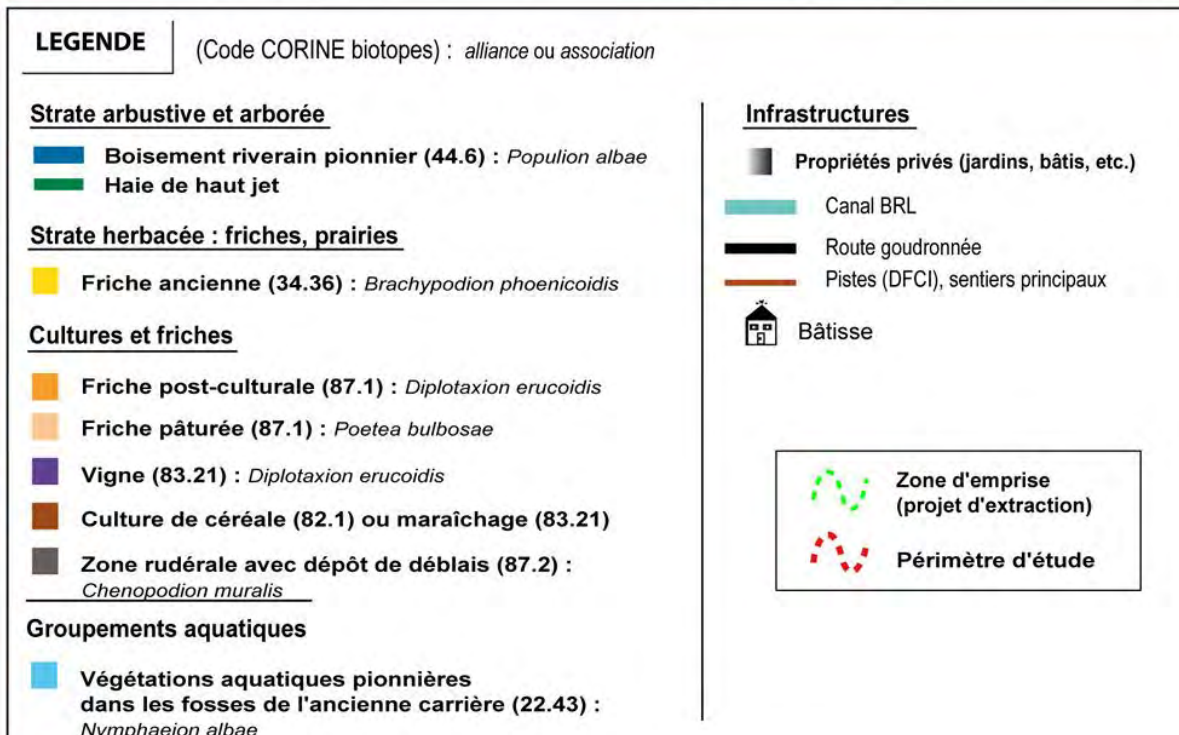 LEGENDE
(Code CORINE biotopes) : alliance ou association
Strate arbustive et arborée
Boisement riverain pionnier (44.6) : Populion albae
Haie de haut jet
Strate herbacée : friches, prairies
Friche ancienne (34.36) : Brachypodion phoenicoidis
Cultures et friches
Friche post-culturale (87.1) : Diplotaxion erucoidis
Friche pâturée (87.1) : Poetea bulbosae
Vigne (83.21) : Diplotaxion erucoidis
Culture de céréale (82.1) ou maraîchage (83.21)
Zone rudérale avec dépôt de déblais (87.2) :
Chenopodion muralis
Groupements aquatiques
Végétations aquatiques pionnières
dans les fosses de l'ancienne carrière (22.43) :
Nymphaeion albae
Infrastructures
Propriétés privés (jardins, bâtis, etc.)
Canal BRL
Route goudronnée
Pistes (DFCI), sentiers principaux
Bâtisse
Zone d'emprise
(projet d'extraction)
Périmètre d'étude